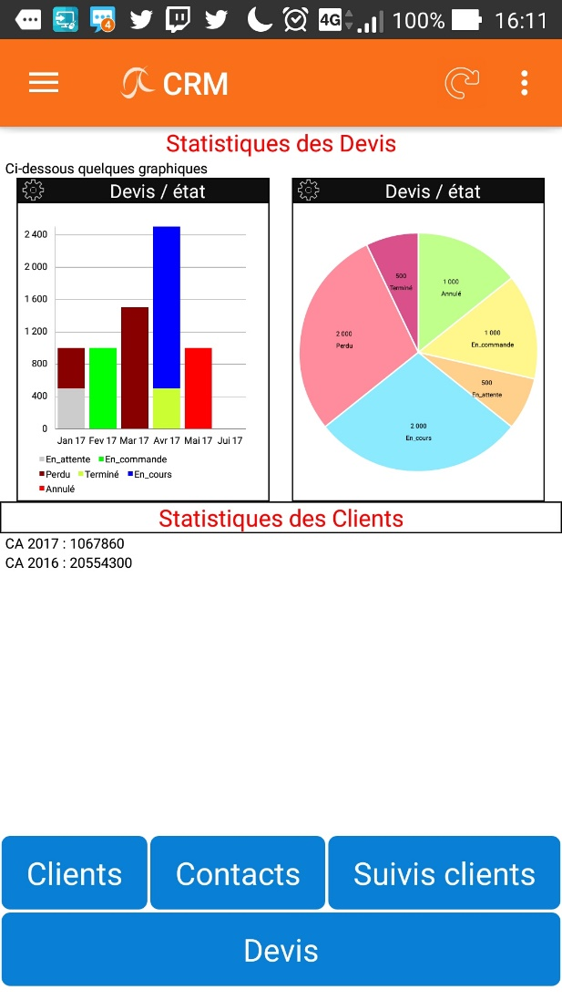 4
4G
100%
16:11
CRM
Statistiques des Devis
Ci-dessous quelques graphiques
Devis / état
2 400
2 000
1 600
1 200
800
400
0
Jan 17 Fev 17 Mar 17 Avr 17 Mai 17 Jui 17
En_attente En_commande
Perdu Terminé En_cours
Annulé
Devis / état
500
Terminé
1 000
Annulé
1 000
En_commande
500
En_attente
2 000
En_cours
2 000
Perdu
Statistiques des Clients
CA 2017 : 1067860
CA 2016 : 20554300
Clients
Contacts
Suivis clients
Devis